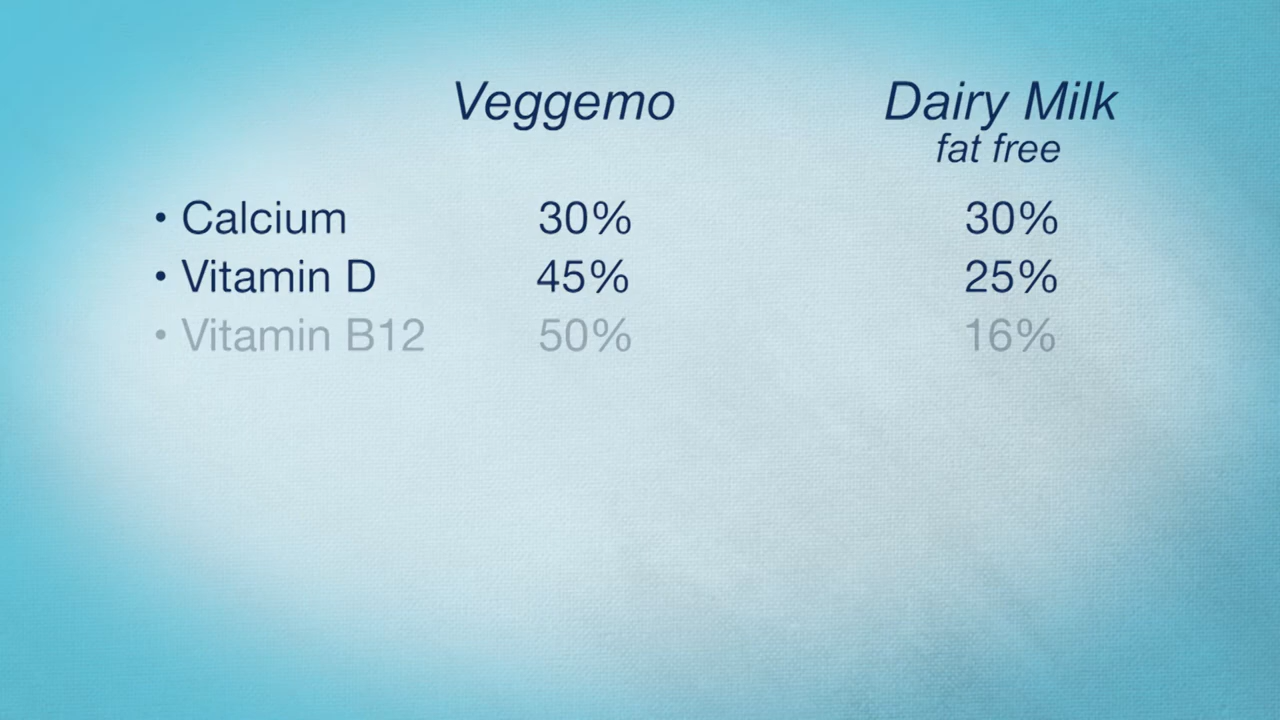 Veggemo Dairy Milk
fat free
• Calcium 30% 30%
• Vitamin D 45% 25%
• Vitamin B12 50% 16%